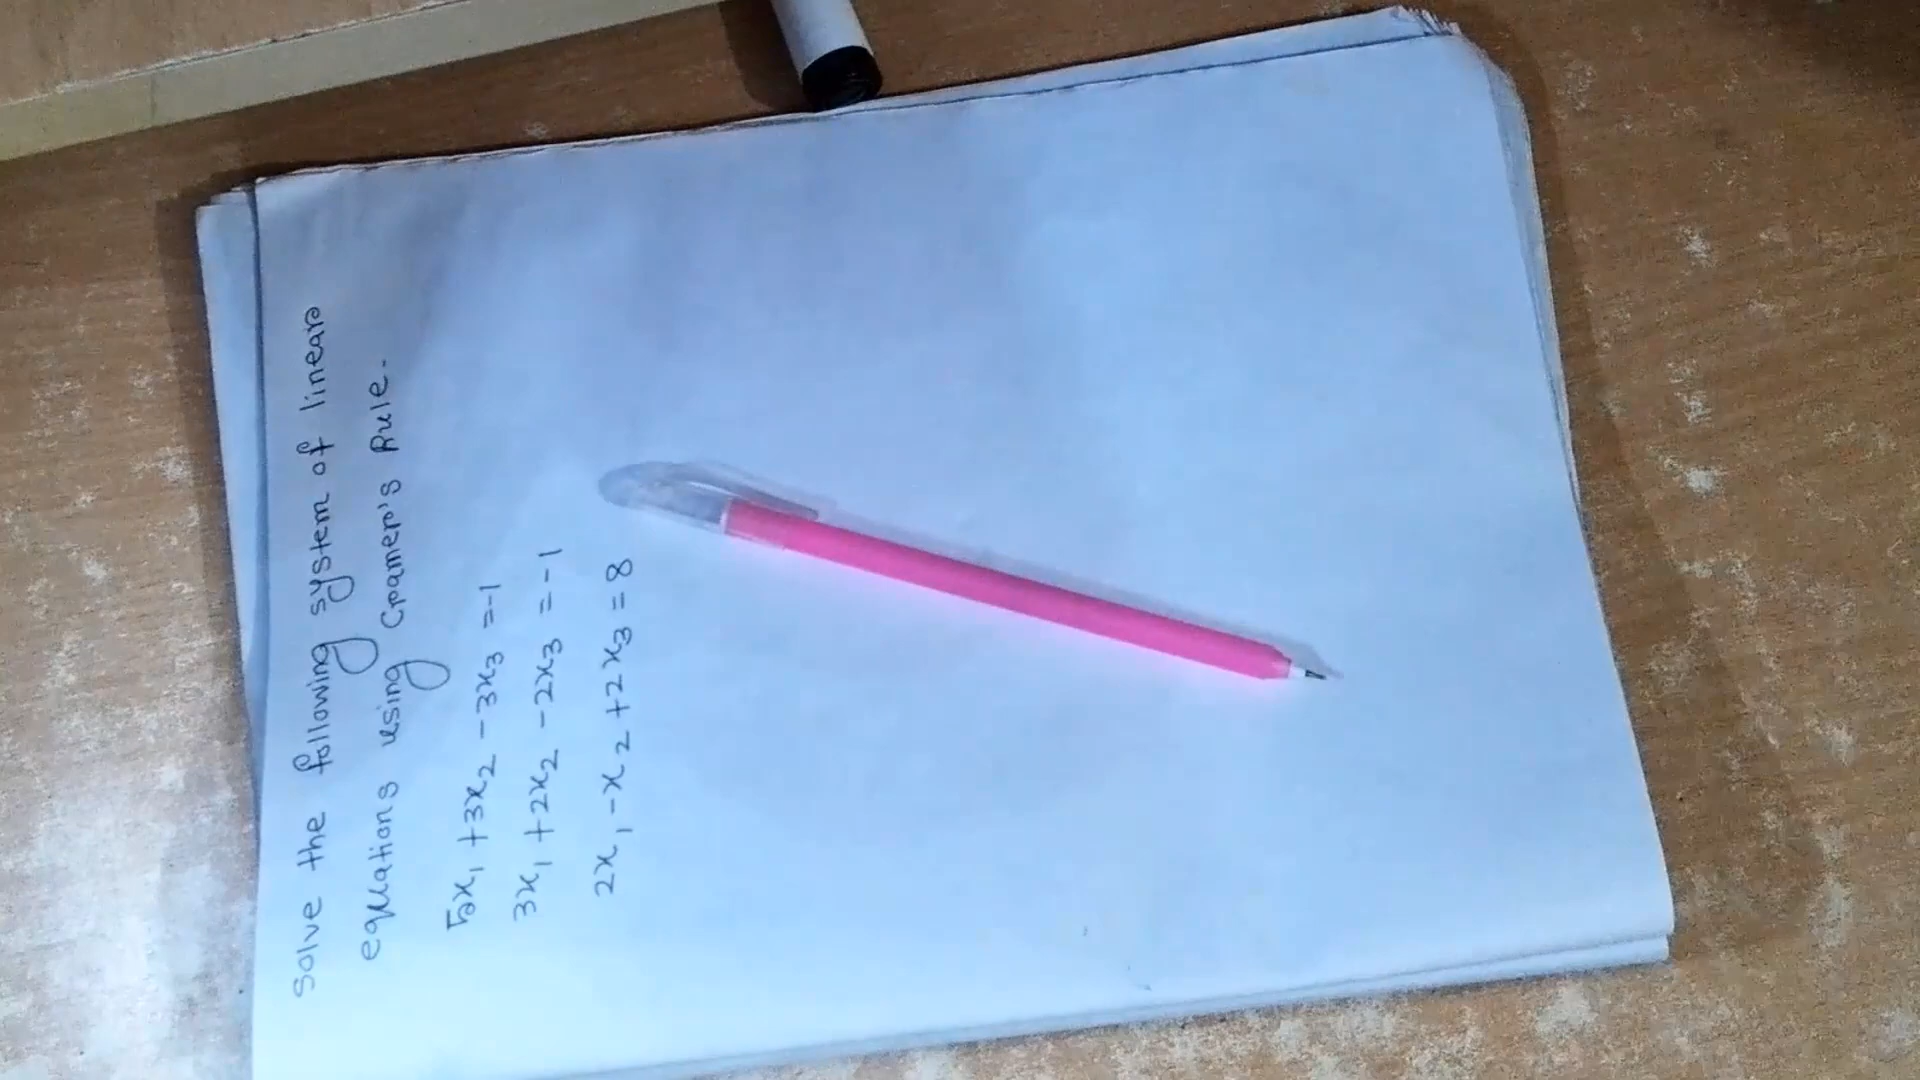 Solve the following system of linear
equations using Cramer's Rule.
5x₁ + 3x₂ - 3x₃ = -1
3x₁ + 2x₂ - 2x₃ = -1
2x₁ - x₂ + 2x₃ = 8